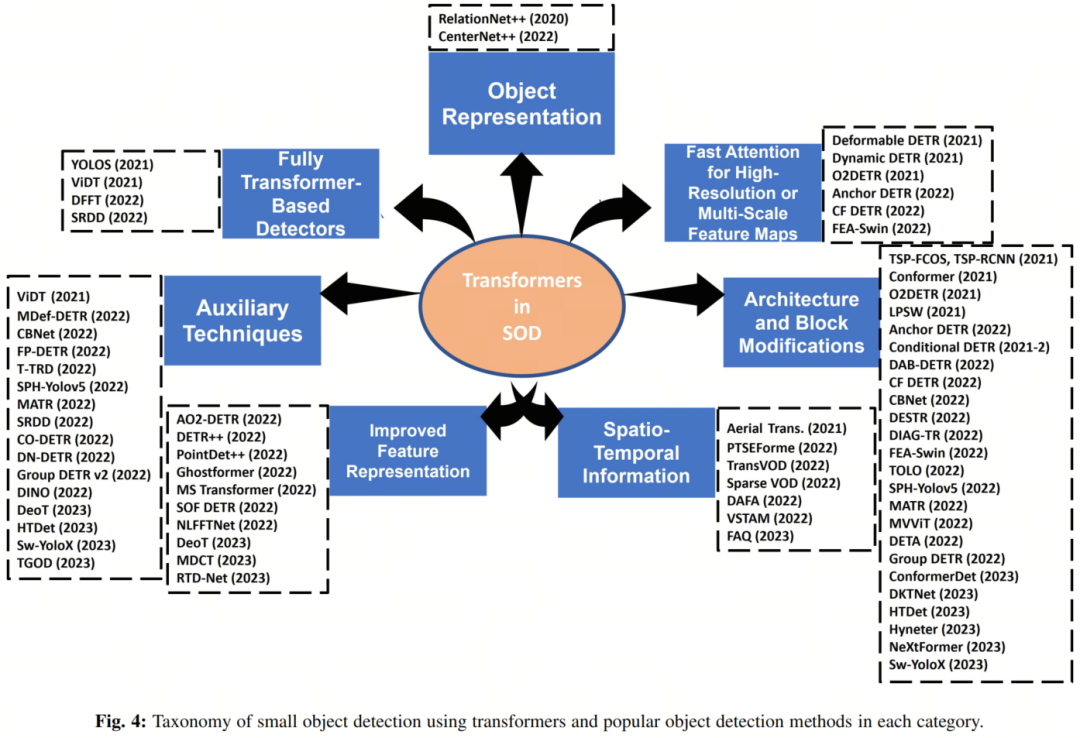 RelationNet++ (2020)
CenterNet++ (2022)
Object
Representation
YOLOS (2021)
ViDT (2021)
DFFT (2022)
SRDD (2022)
Fully
Transformer-
Based
Detectors
Fast Attention
for High-
Resolution or
Multi-Scale
Feature Maps
Deformable DETR (2021)
Dynamic DETR (2021)
O2DETR (2021)
Anchor DETR (2022)
CF DETR (2022)
FEA-Swin (2022)
Transformers
in
SOD
ViDT (2021)
MDef-DETR (2022)
CBNet (2022)
FP-DETR (2022)
T-TRD (2022)
SPH-Yolov5 (2022)
MATR (2022)
SRDD (2022)
CO-DETR (2022)
DN-DETR (2022)
Group DETR v2 (2022)
DINO (2022)
DeoT (2023)
HTDet (2023)
Sw-YoloX (2023)
TGOD (2023)
Auxiliary
Techniques
Architecture
and Block
Modifications
TSP-FCOS, TSP-RCNN (2021)
Conformer (2021)
O2DETR (2021)
LPSW (2021)
Anchor DETR (2022)
Conditional DETR (2021-2)
DAB-DETR (2022)
CF DETR (2022)
CBNet (2022)
DESTR (2022)
DIAG-TR (2022)
FEA-Swin (2022)
TOLO (2022)
SPH-Yolov5 (2022)
MATR (2022)
MVViT (2022)
DETA (2022)
Group DETR (2022)
ConformerDet (2023)
DKTNet (2023)
HTDet (2023)
Hyneter (2023)
NeXtFormer (2023)
Sw-YoloX (2023)
AO2-DETR (2022)
DETR++ (2022)
PointDet++ (2022)
Ghostformer (2022)
MS Transformer (2022)
SOF DETR (2022)
NLFFTNet (2022)
DeoT (2023)
MDCT (2023)
RTD-Net (2023)
Improved
Feature
Representation
Spatio-
Temporal
Information
Aerial Trans. (2021)
PTSEForme (2022)
TransVOD (2022)
Sparse VOD (2022)
DAFA (2022)
VSTAM (2022)
FAQ (2023)
Fig. 4: Taxonomy of small object detection using transformers and popular object detection methods in each category.